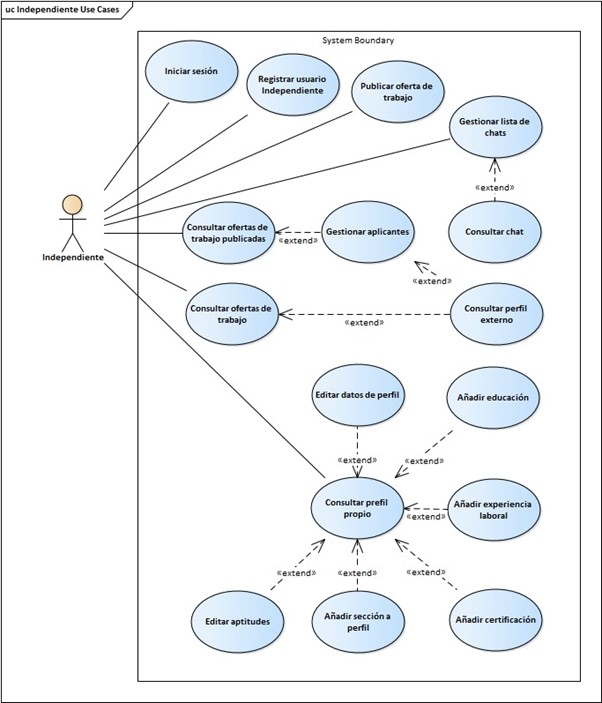 uc Independiente Use Cases
System Boundary
Iniciar sesión
Registrar usuario
Independiente
Publicar oferta de
trabajo
Gestionar lista de
chats
«extend»
Independiente
Consultar ofertas de
trabajo publicadas
«extend»
Gestionar aplicantes
Consultar chat
«extend»
Consultar ofertas de
trabajo
«extend»
Consultar perfil
externo
Editar datos de perfil
Añadir educación
«extend»
«extend»
Consultar prefil
propio
«extend»
Añadir experiencia
laboral
«extend»
«extend»
«extend»
Editar aptitudes
Añadir sección a
perfil
Añadir certificación